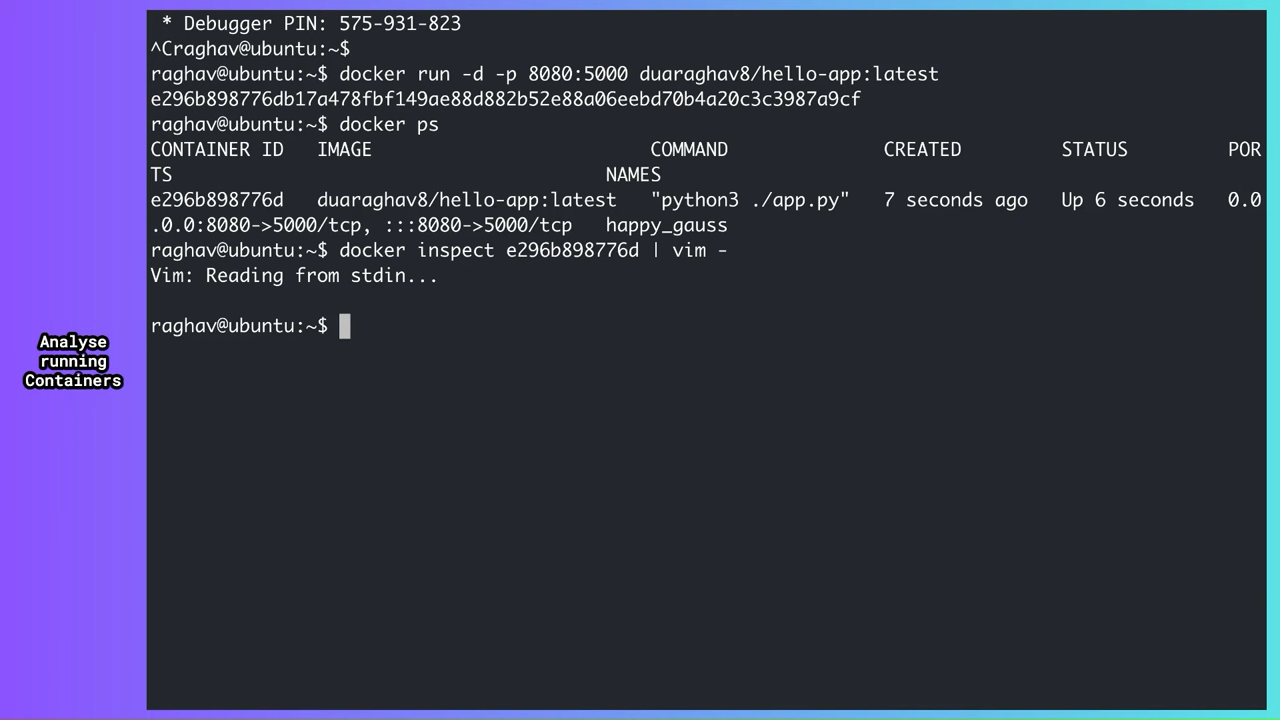 * Debugger PIN: 575-931-823
^Craghav@ubuntu:~$
raghav@ubuntu:~$ docker run -d -p 8080:5000 duaraghav8/hello-app:latest
e296b898776db17a478fbf149ae88d882b52e88a06eebd70b4a20c3c3987a9cf
raghav@ubuntu:~$ docker ps
CONTAINER ID   IMAGE                         COMMAND              CREATED         STATUS         POR
TS                                       NAMES
e296b898776d   duaraghav8/hello-app:latest   "python3 ./app.py"   7 seconds ago   Up 6 seconds   0.0
.0.0:8080->5000/tcp, :::8080->5000/tcp   happy_gauss
raghav@ubuntu:~$ docker inspect e296b898776d | vim -
Vim: Reading from stdin...
raghav@ubuntu:~$
Analyse
running
Containers